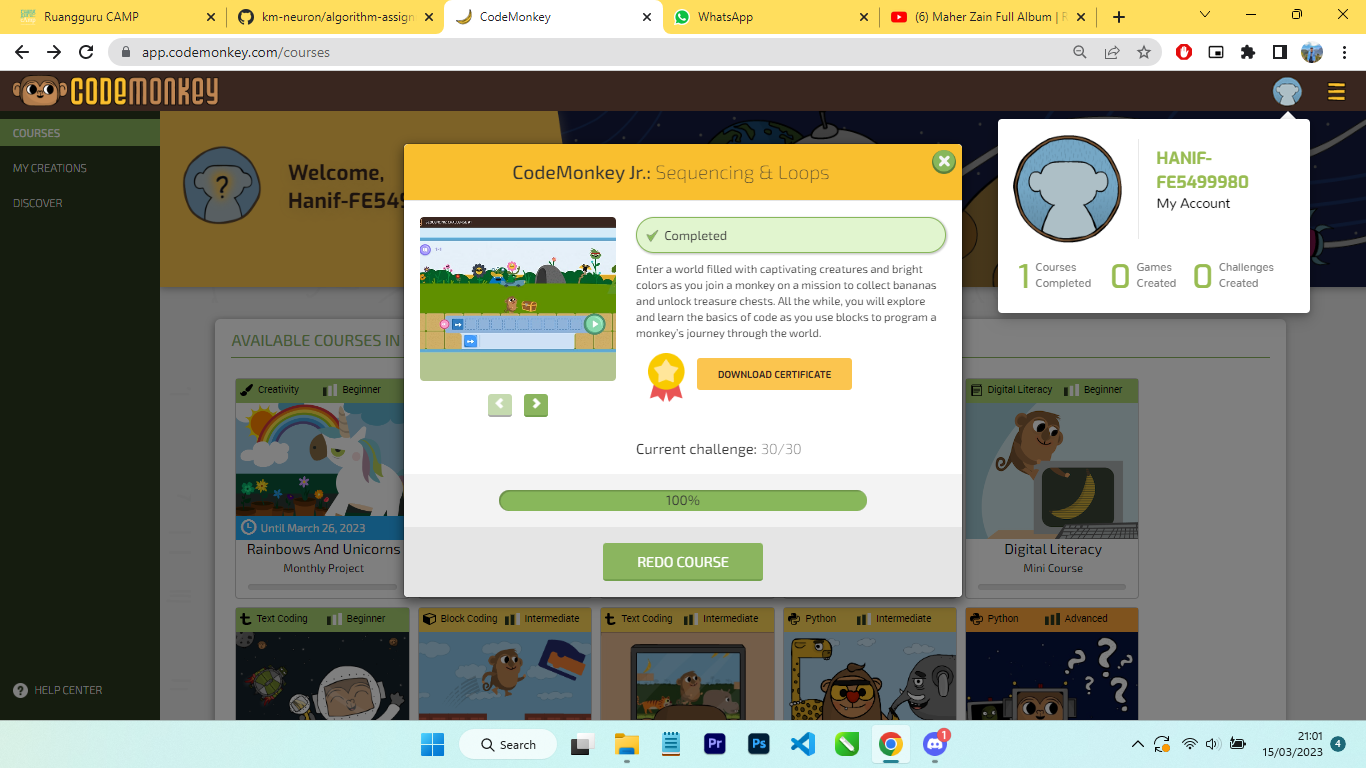 Ruangguru CAMP
km-neuron/algorithm-assign
CodeMonkey
WhatsApp
(6) Maher Zain Full Album | R
app.codemonkey.com/courses
CODEMONKEY
COURSES
MY CREATIONS
DISCOVER
HELP CENTER
?
Welcome,
Hanif-FE549
HANIF-
FE5499980
My Account
1 Courses
Completed
0 Games
Created
0 Challenges
Created
CodeMonkey Jr.: Sequencing & Loops
Completed
Enter a world filled with captivating creatures and bright
colors as you join a monkey on a mission to collect bananas
and unlock treasure chests. All the while, you will explore
and learn the basics of code as you use blocks to program a
monkey's journey through the world.
DOWNLOAD CERTIFICATE
Current challenge: 30/30
100%
REDO COURSE
AVAILABLE COURSES IN
Creativity Beginner
Until March 26, 2023
Rainbows And Unicorns
Monthly Project
Digital Literacy Beginner
Digital Literacy
Mini Course
Text Coding Beginner
Block Coding Intermediate
Text Coding Intermediate
Python Intermediate
Python Advanced
? ? ? ?
Search
Pr
Ps
1
21:01
15/03/2023
4